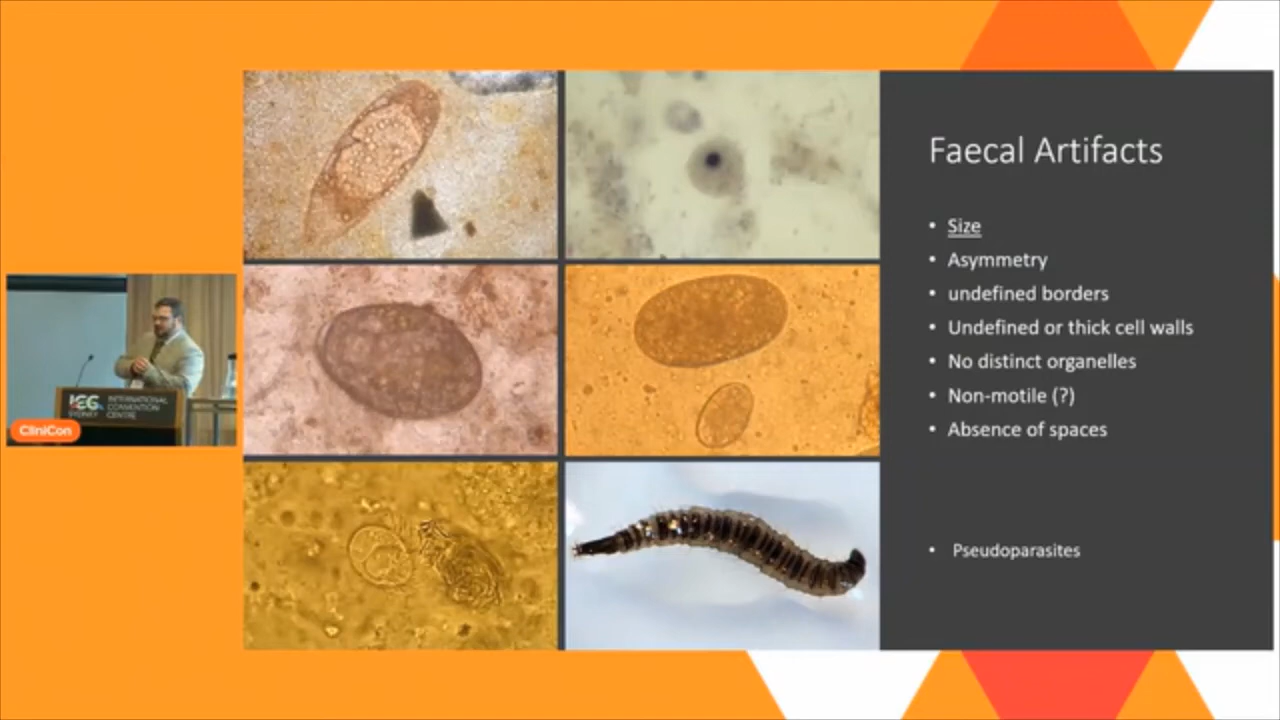 Faecal Artifacts
• Size
• Asymmetry
• undefined borders
• Undefined or thick cell walls
• No distinct organelles
• Non-motile (?)
• Absence of spaces
• Pseudoparasites
INTERNATIONAL
CONVENTION
CENTRE
SYDNEY
CliniCon